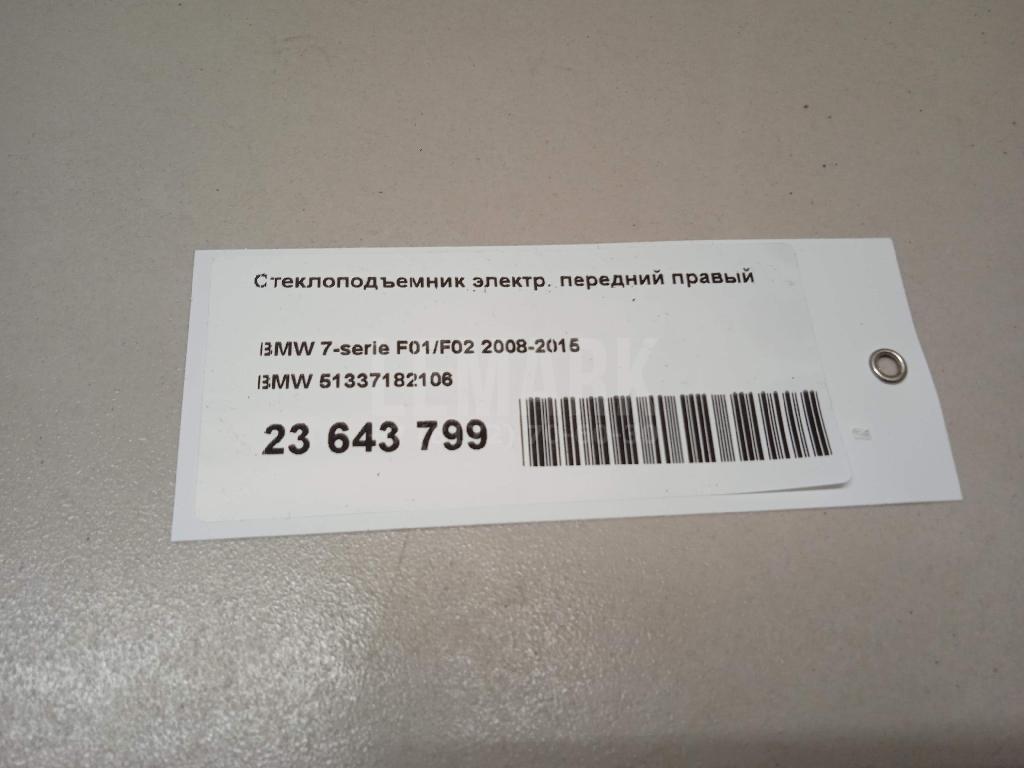 Стеклоподъемник электр. передний правый
BMW 7-serie F01/F02 2008-2015
BMW 51337182106
23 643 799